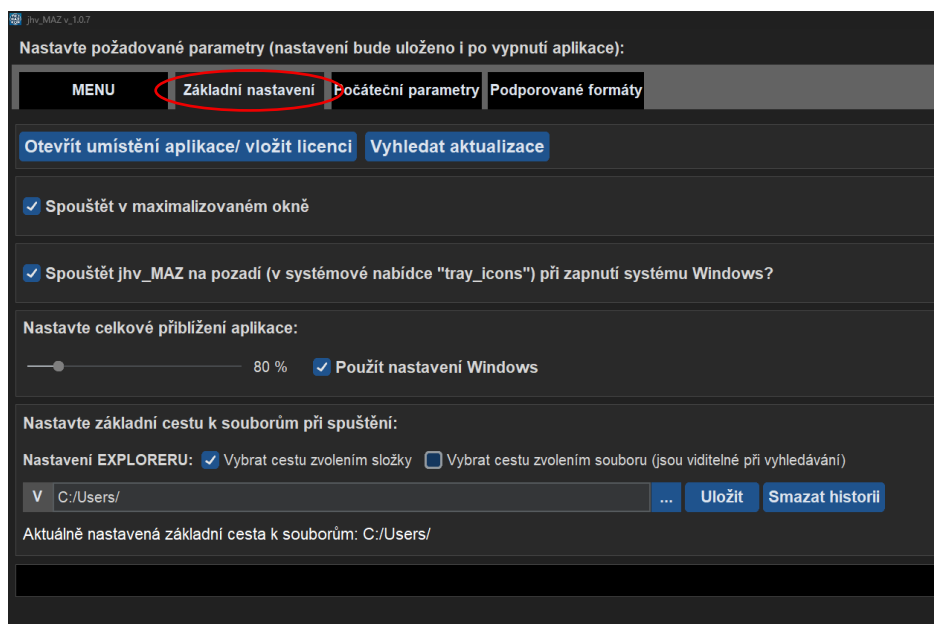 jhv_MAZ v_1.0.7
Nastavte požadované parametry (nastavení bude uloženo i po vypnutí aplikace):
MENU Základní nastavení Počáteční parametry Podporované formáty
Otevřít umístění aplikace/ vložit licenci Vyhledat aktualizace
Spouštět v maximalizovaném okně
Spouštět jhv_MAZ na pozadí (v systémové nabídce "tray_icons") při zapnutí systému Windows?
Nastavte celkové přiblížení aplikace:
80 % Použít nastavení Windows
Nastavte základní cestu k souborům při spuštění:
Nastavení EXPLORERU: Vybrat cestu zvolením složky Vybrat cestu zvolením souboru (jsou viditelné při vyhledávání)
V C:/Users/ ... Uložit Smazat historii
Aktuálně nastavená základní cesta k souborům: C:/Users/